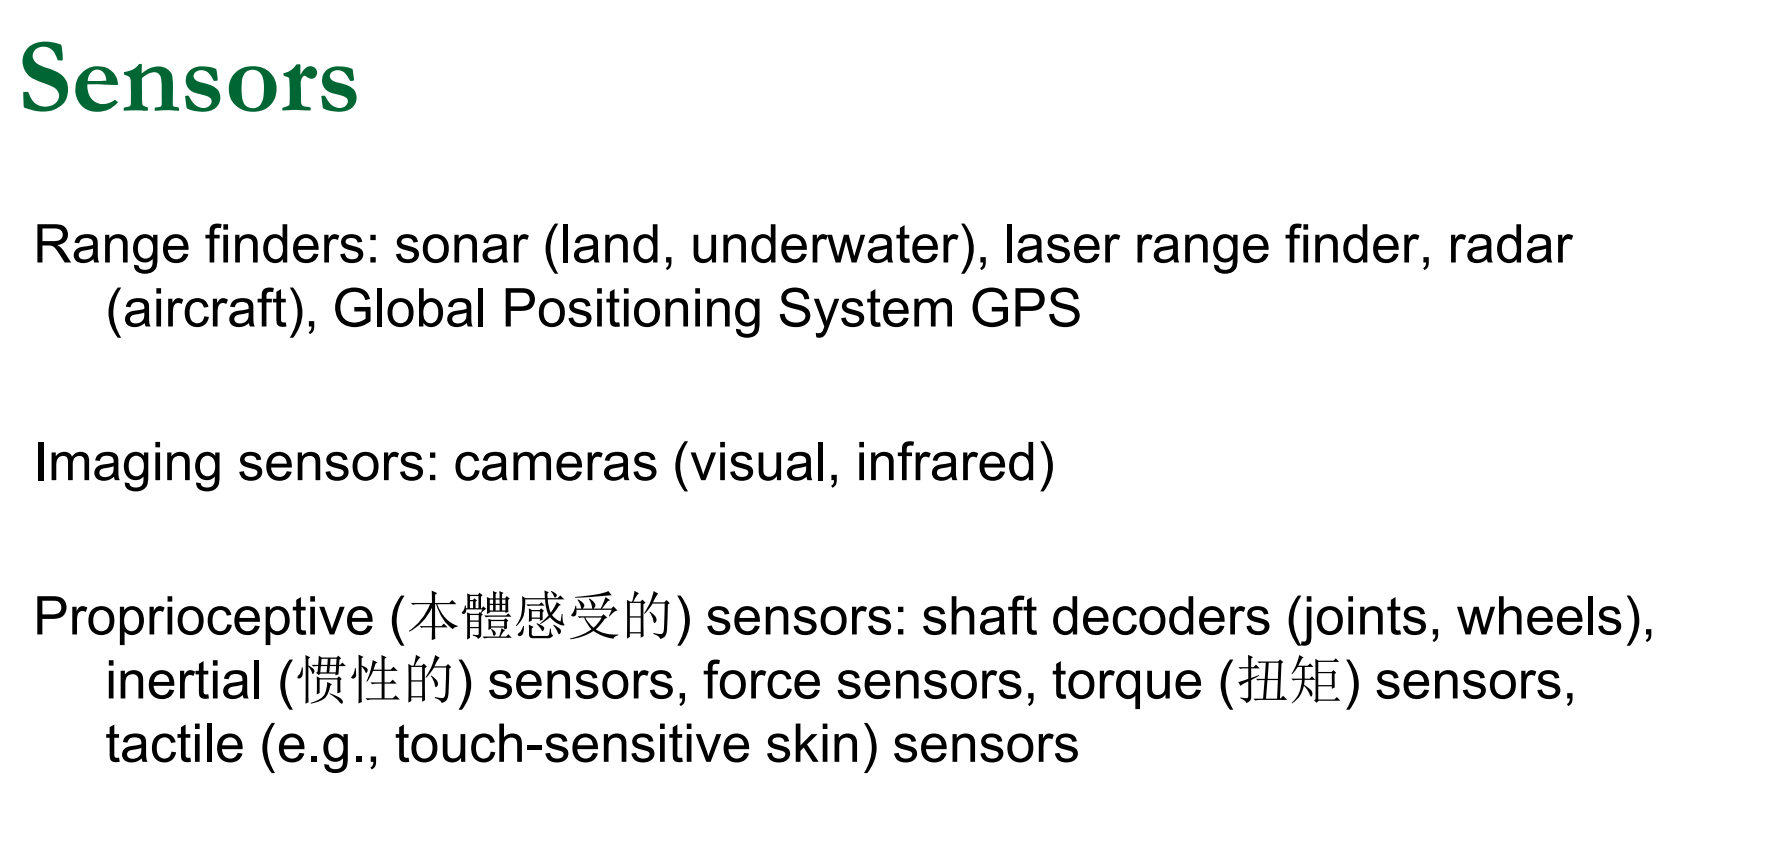 Sensors
Range finders: sonar (land, underwater), laser range finder, radar
(aircraft), Global Positioning System GPS
Imaging sensors: cameras (visual, infrared)
Proprioceptive (本體感受的) sensors: shaft decoders (joints, wheels),
inertial (惯性的) sensors, force sensors, torque (扭矩) sensors,
tactile (e.g., touch-sensitive skin) sensors